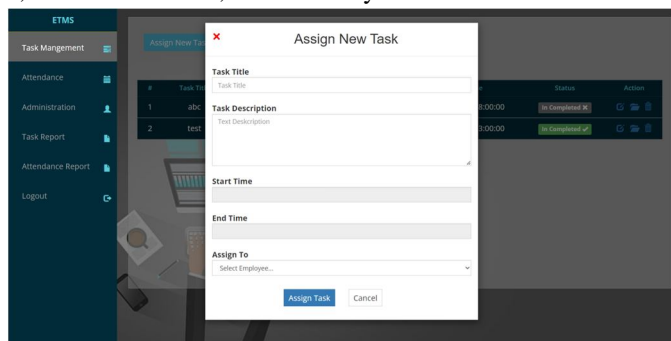 ETMS
Task Mangement
Attendance
Administration
Task Report
Attendance Report
Logout
Assign New Task
Task Title
Task Title
Task Description
Text Deskcription
Start Time
End Time
Assign To
Select Employee...
Assign Task
Cancel
Assign New
# Task Status Action
1 abc 8:00:00 In Completed
2 test 3:00:00 In Completed